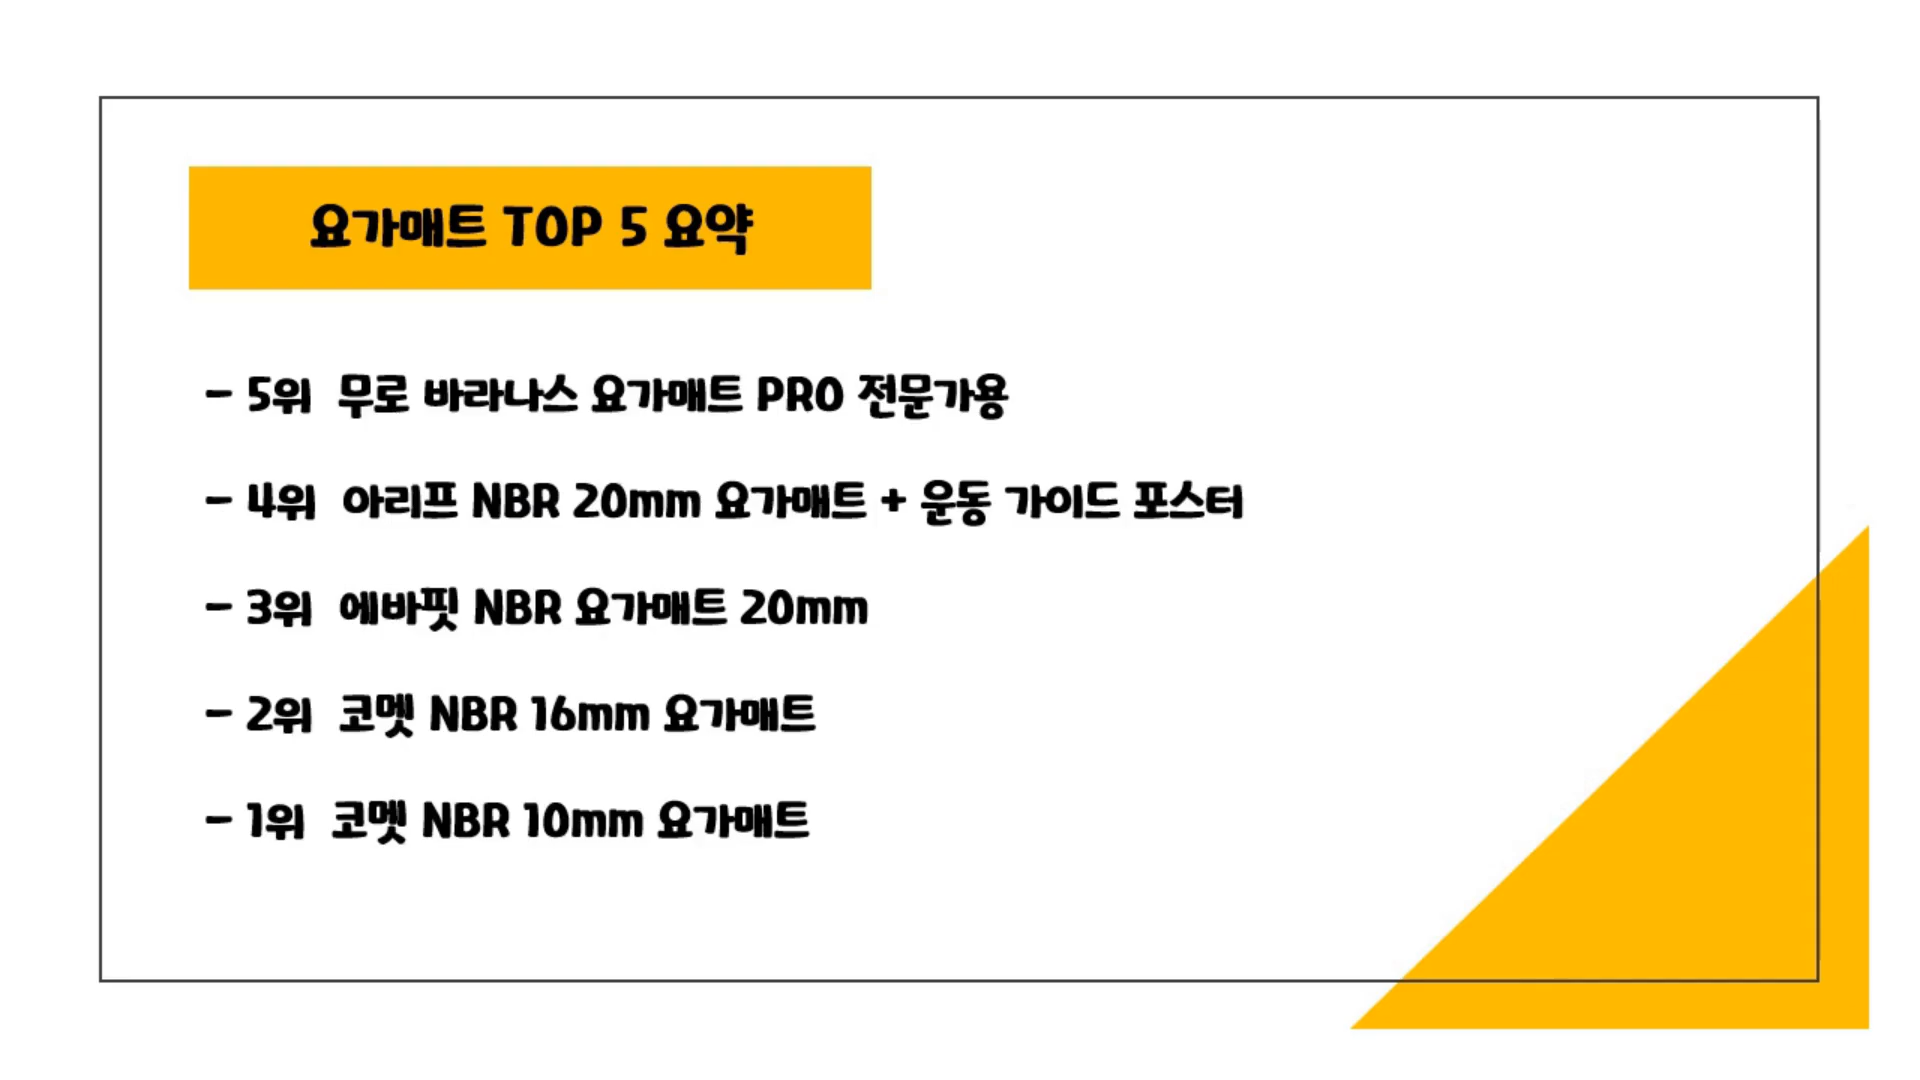 요가매트 TOP 5 요약
- 5위 무로 바라나스 요가매트 PRO 전문가용
- 4위 아리프 NBR 20mm 요가매트 + 운동 가이드 포스터
- 3위 에바핏 NBR 요가매트 20mm
- 2위 코멧 NBR 16mm 요가매트
- 1위 코멧 NBR 10mm 요가매트